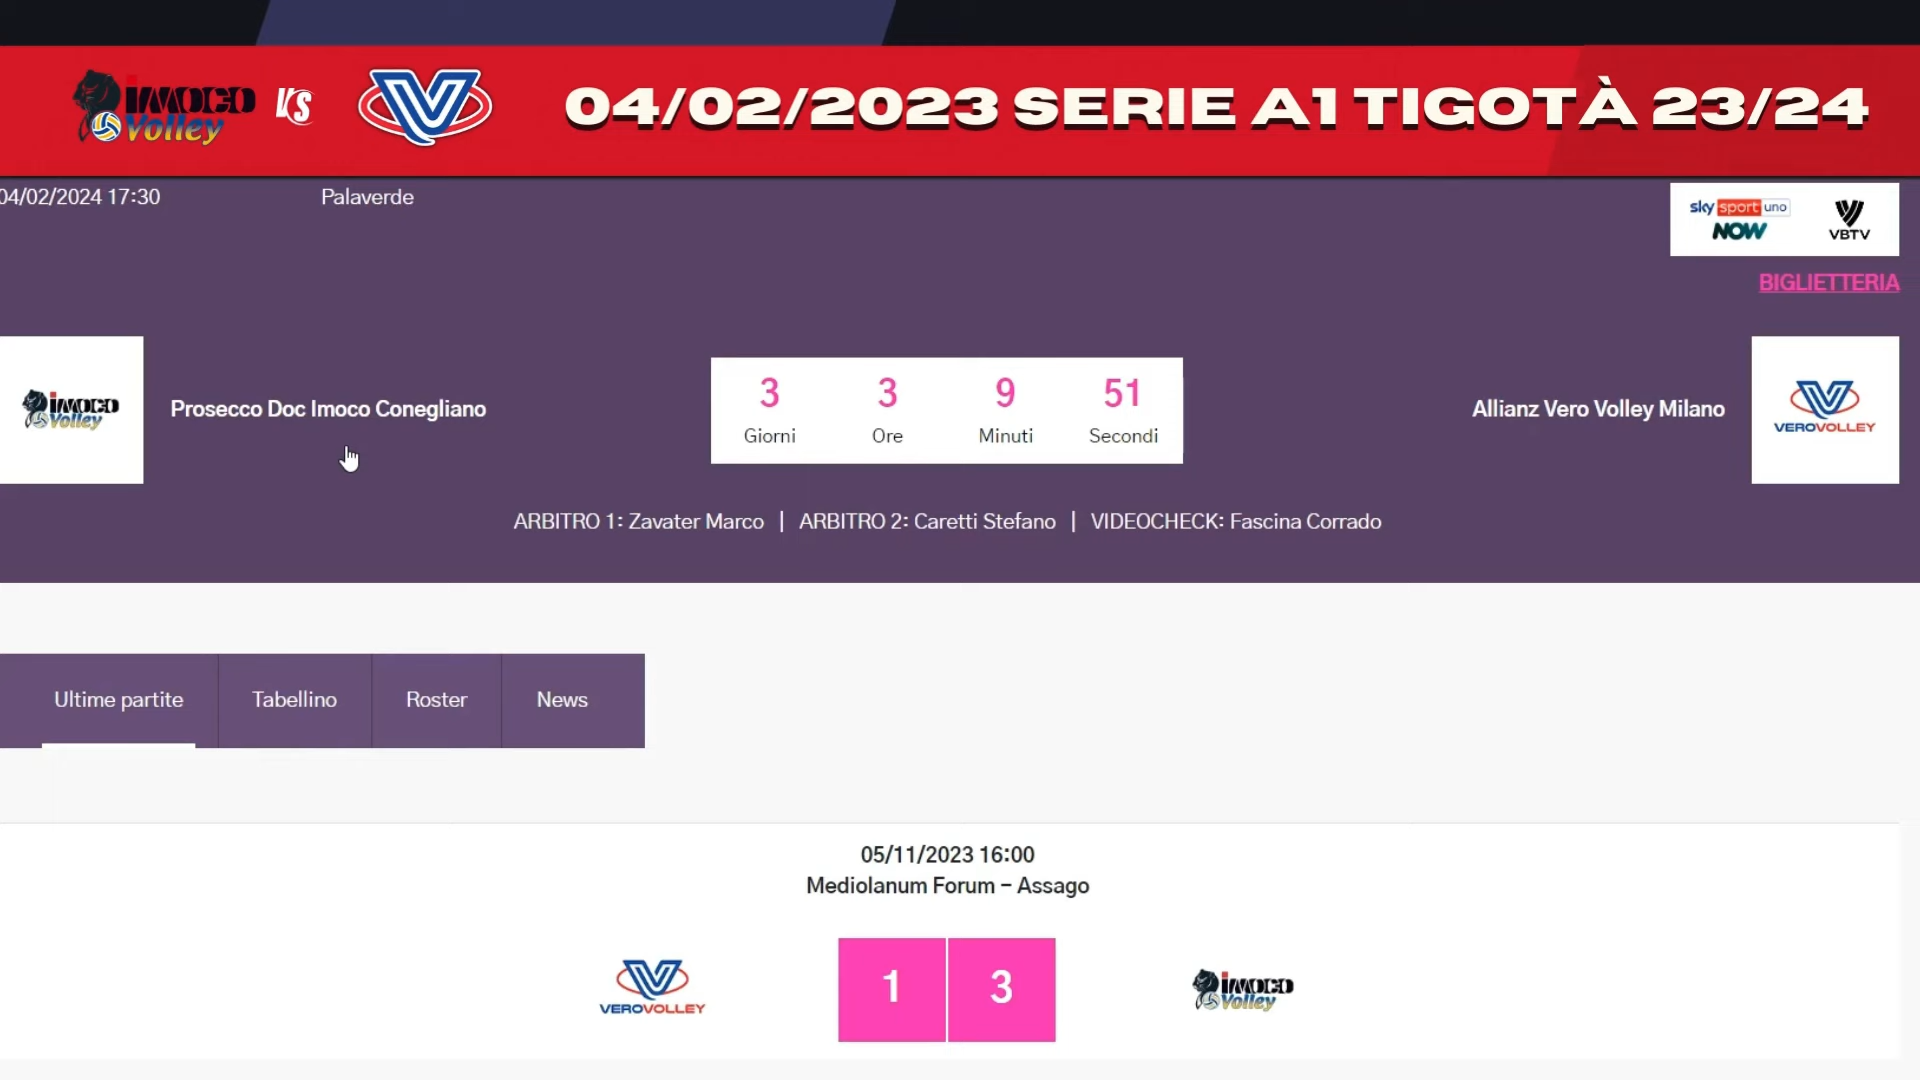 iMOCO
Volley
VS
04/02/2023 SERIE A1 TIGOTÀ 23/24
04/02/2024 17:30
Palaverde
sky sport uno
NOW
VBTV
BIGLIETTERIA
iMOCO
Volley
Prosecco Doc Imoco Conegliano
3 3 9 51
Giorni Ore Minuti Secondi
Allianz Vero Volley Milano
VEROVOLLEY
ARBITRO 1: Zavater Marco | ARBITRO 2: Caretti Stefano | VIDEOCHECK: Fascina Corrado
Ultime partite Tabellino Roster News
05/11/2023 16:00
Mediolanum Forum – Assago
VEROVOLLEY
1 3
iMOCO
Volley